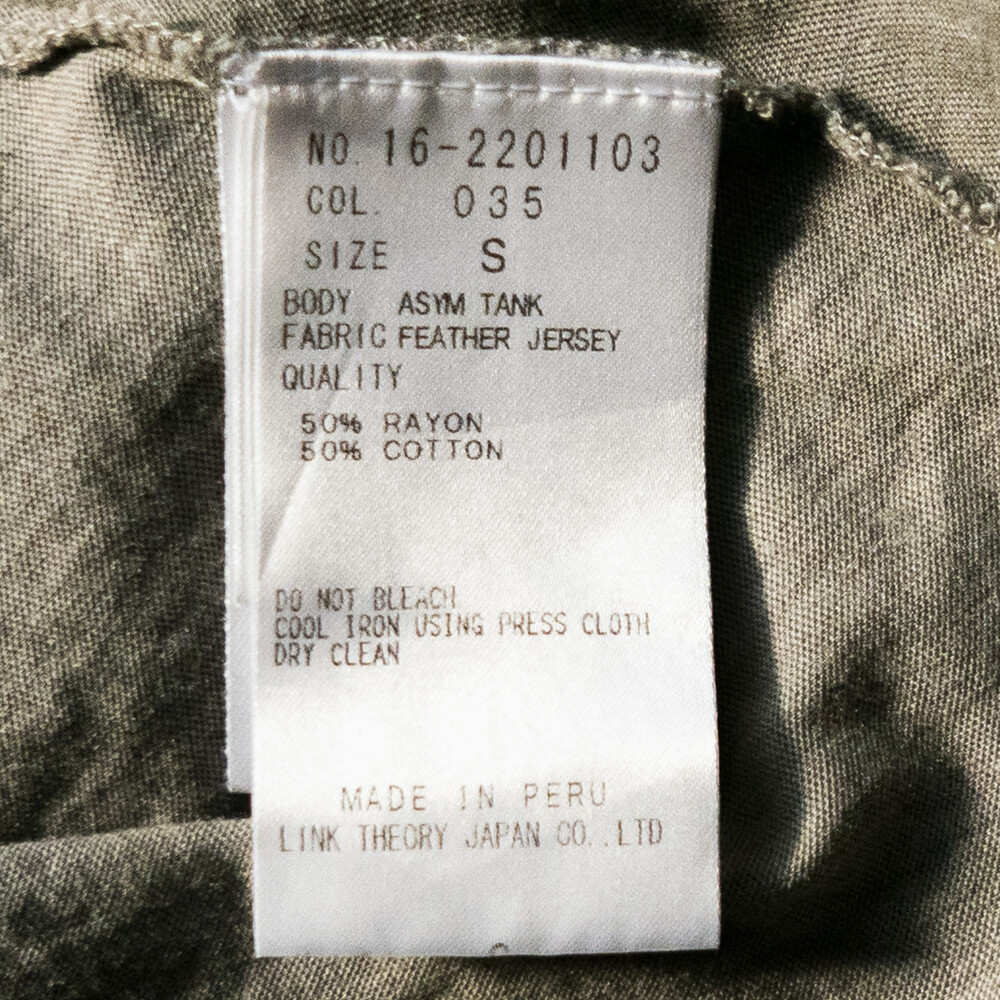 NO. 16-2201103
COL. 035
SIZE S
BODY ASYM TANK
FABRIC FEATHER JERSEY
QUALITY
50% RAYON
50% COTTON
DO NOT BLEACH
COOL IRON USING PRESS CLOTH
DRY CLEAN
MADE IN PERU
LINK THEORY JAPAN CO.,LTD